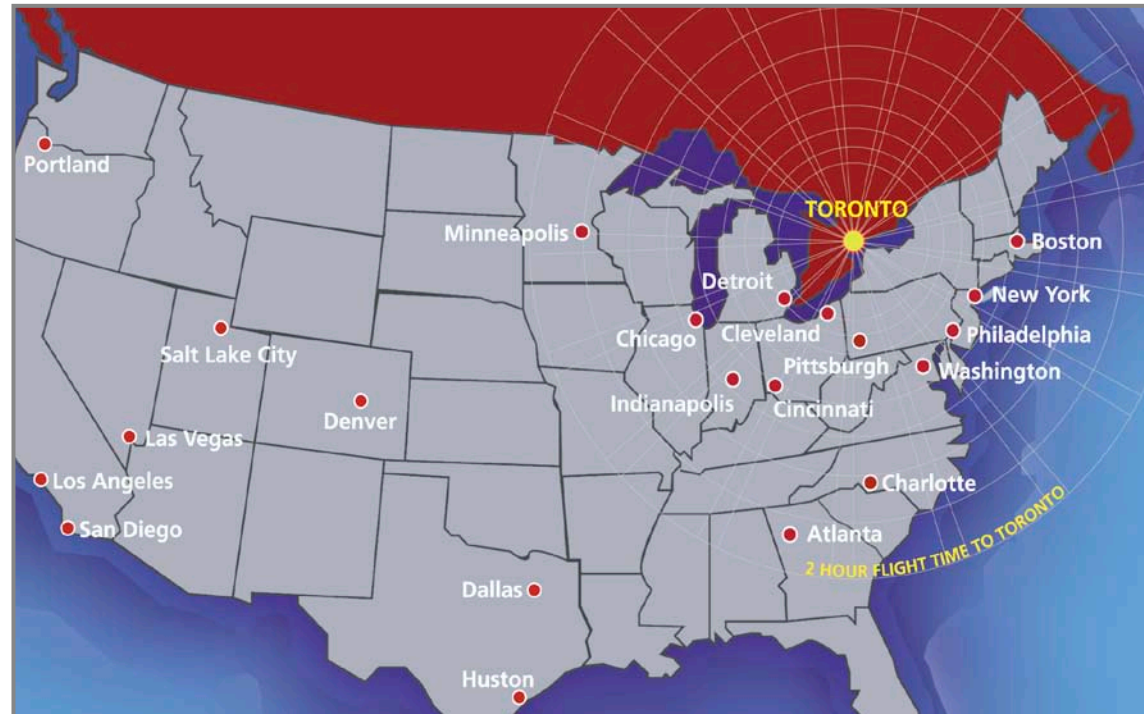 TORONTO
Portland
Minneapolis
Boston
Detroit
New York
Chicago
Cleveland
Philadelphia
Salt Lake City
Pittsburgh
Washington
Denver
Indianapolis
Cincinnati
Las Vegas
Los Angeles
Charlotte
San Diego
Atlanta
2 HOUR FLIGHT TIME TO TORONTO
Dallas
Huston